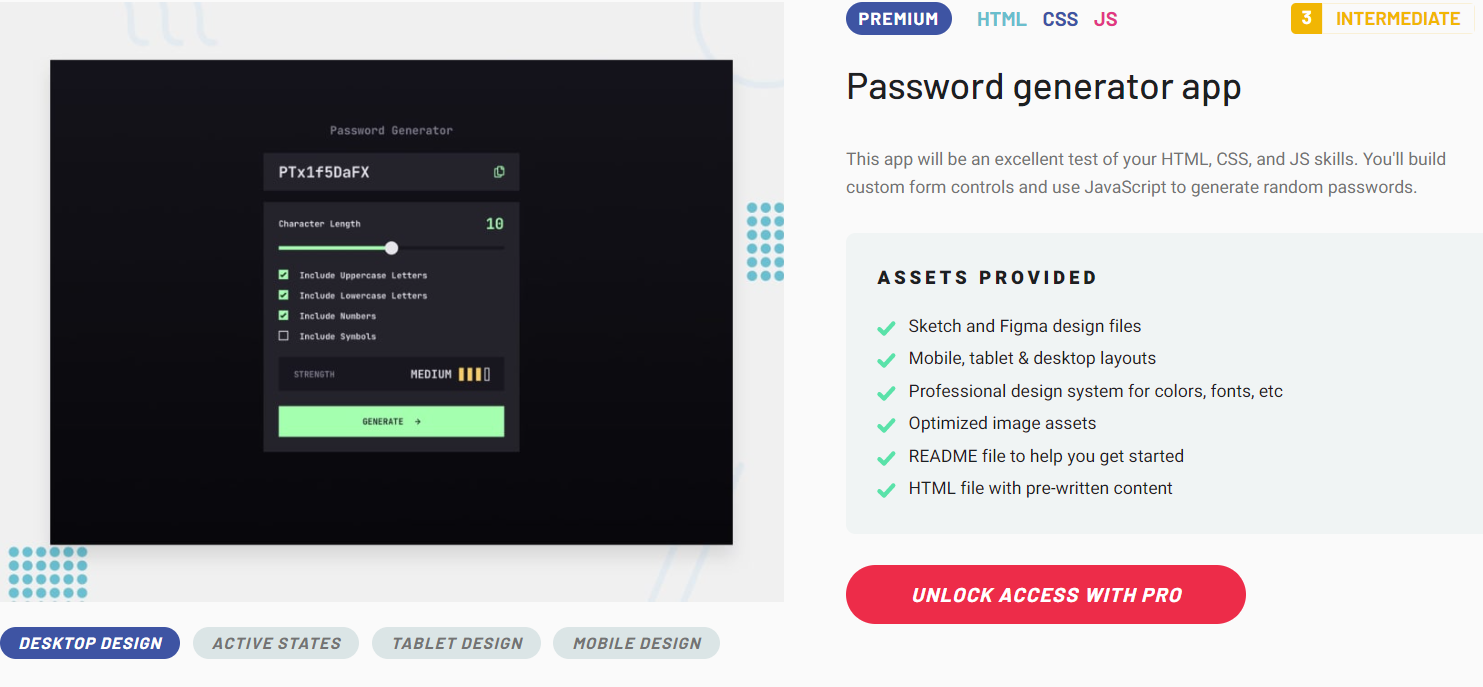 Password Generator
PTx1f5DaFX
Character Length 10
Include Uppercase Letters
Include Lowercase Letters
Include Numbers
Include Symbols
STRENGTH MEDIUM
GENERATE →
DESKTOP DESIGN ACTIVE STATES TABLET DESIGN MOBILE DESIGN
PREMIUM HTML CSS JS 3 INTERMEDIATE
Password generator app
This app will be an excellent test of your HTML, CSS, and JS skills. You'll build
custom form controls and use JavaScript to generate random passwords.
ASSETS PROVIDED
Sketch and Figma design files
Mobile, tablet & desktop layouts
Professional design system for colors, fonts, etc
Optimized image assets
README file to help you get started
HTML file with pre-written content
UNLOCK ACCESS WITH PRO